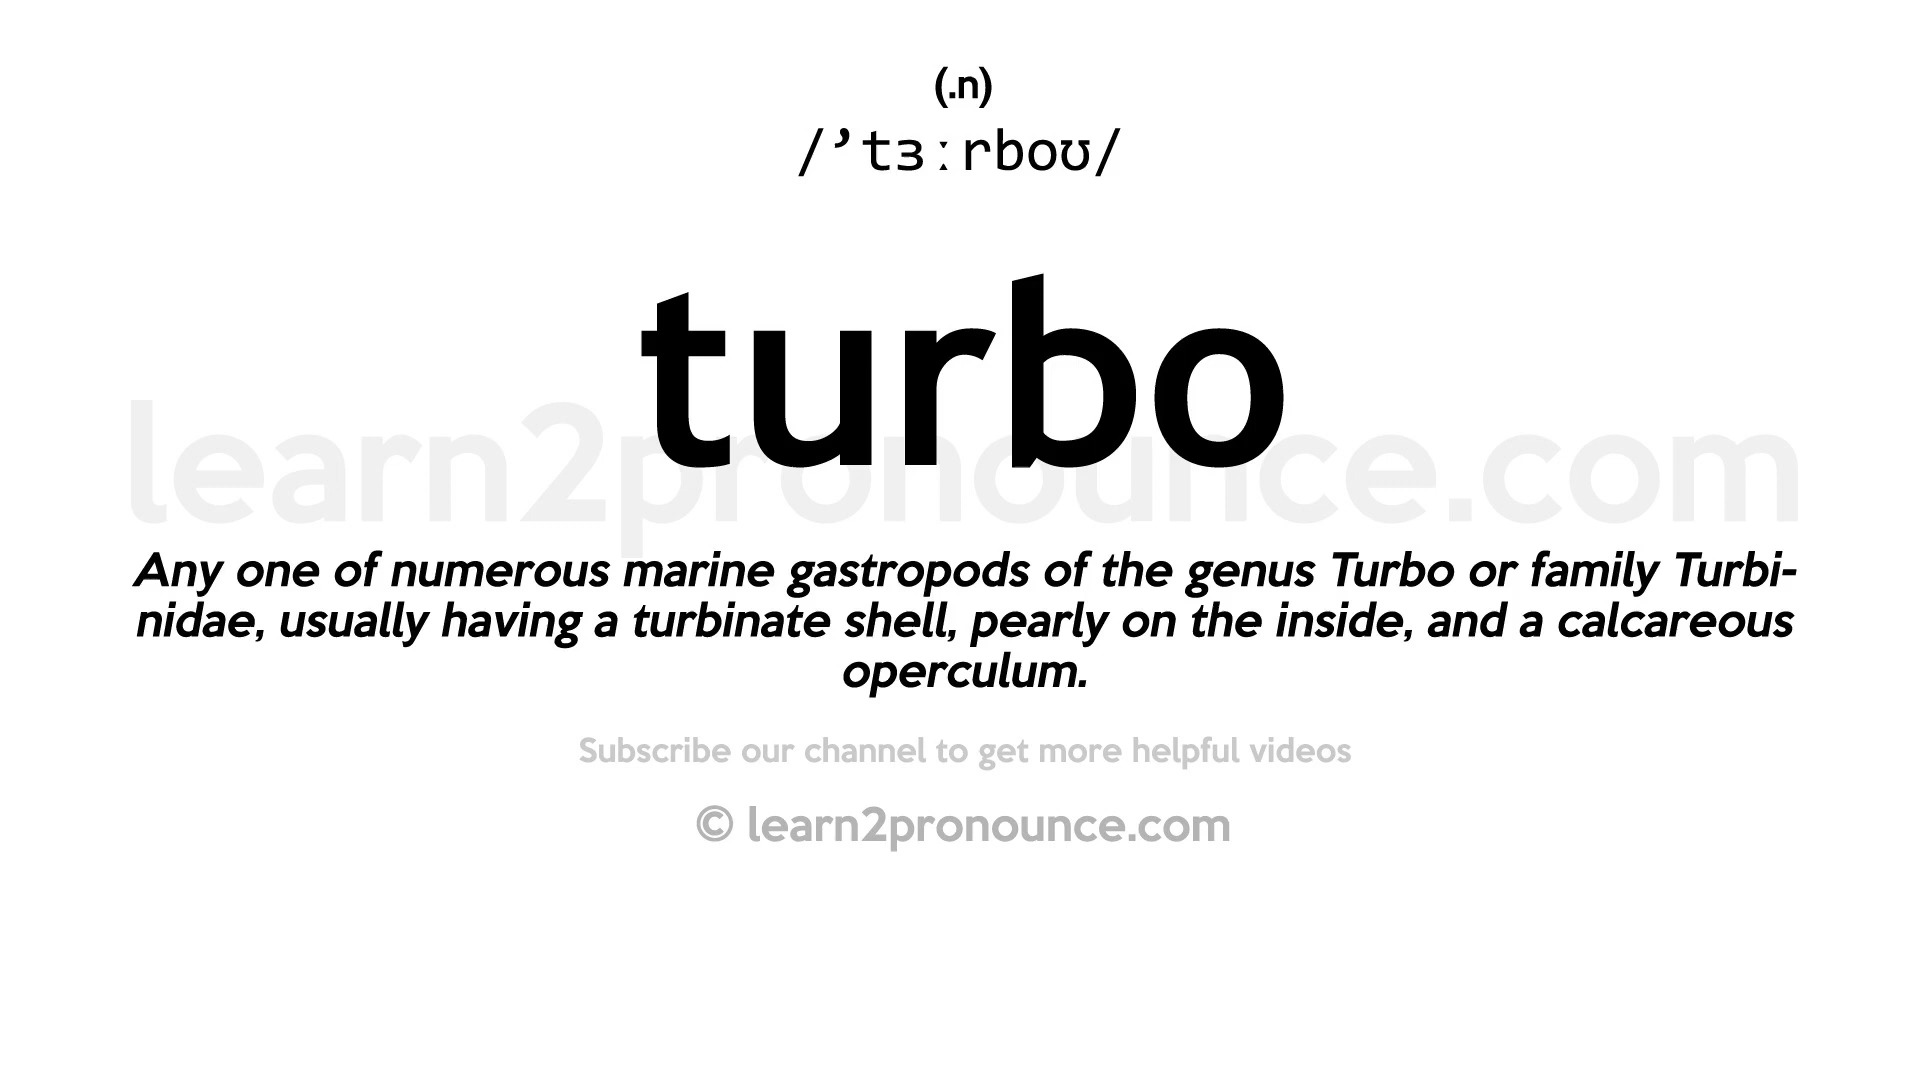 (.n)
/’tɜːrboʊ/
turbo
learn2pronounce.com
Any one of numerous marine gastropods of the genus Turbo or family Turbi-
nidae, usually having a turbinate shell, pearly on the inside, and a calcareous
operculum.
Subscribe our channel to get more helpful videos
© learn2pronounce.com